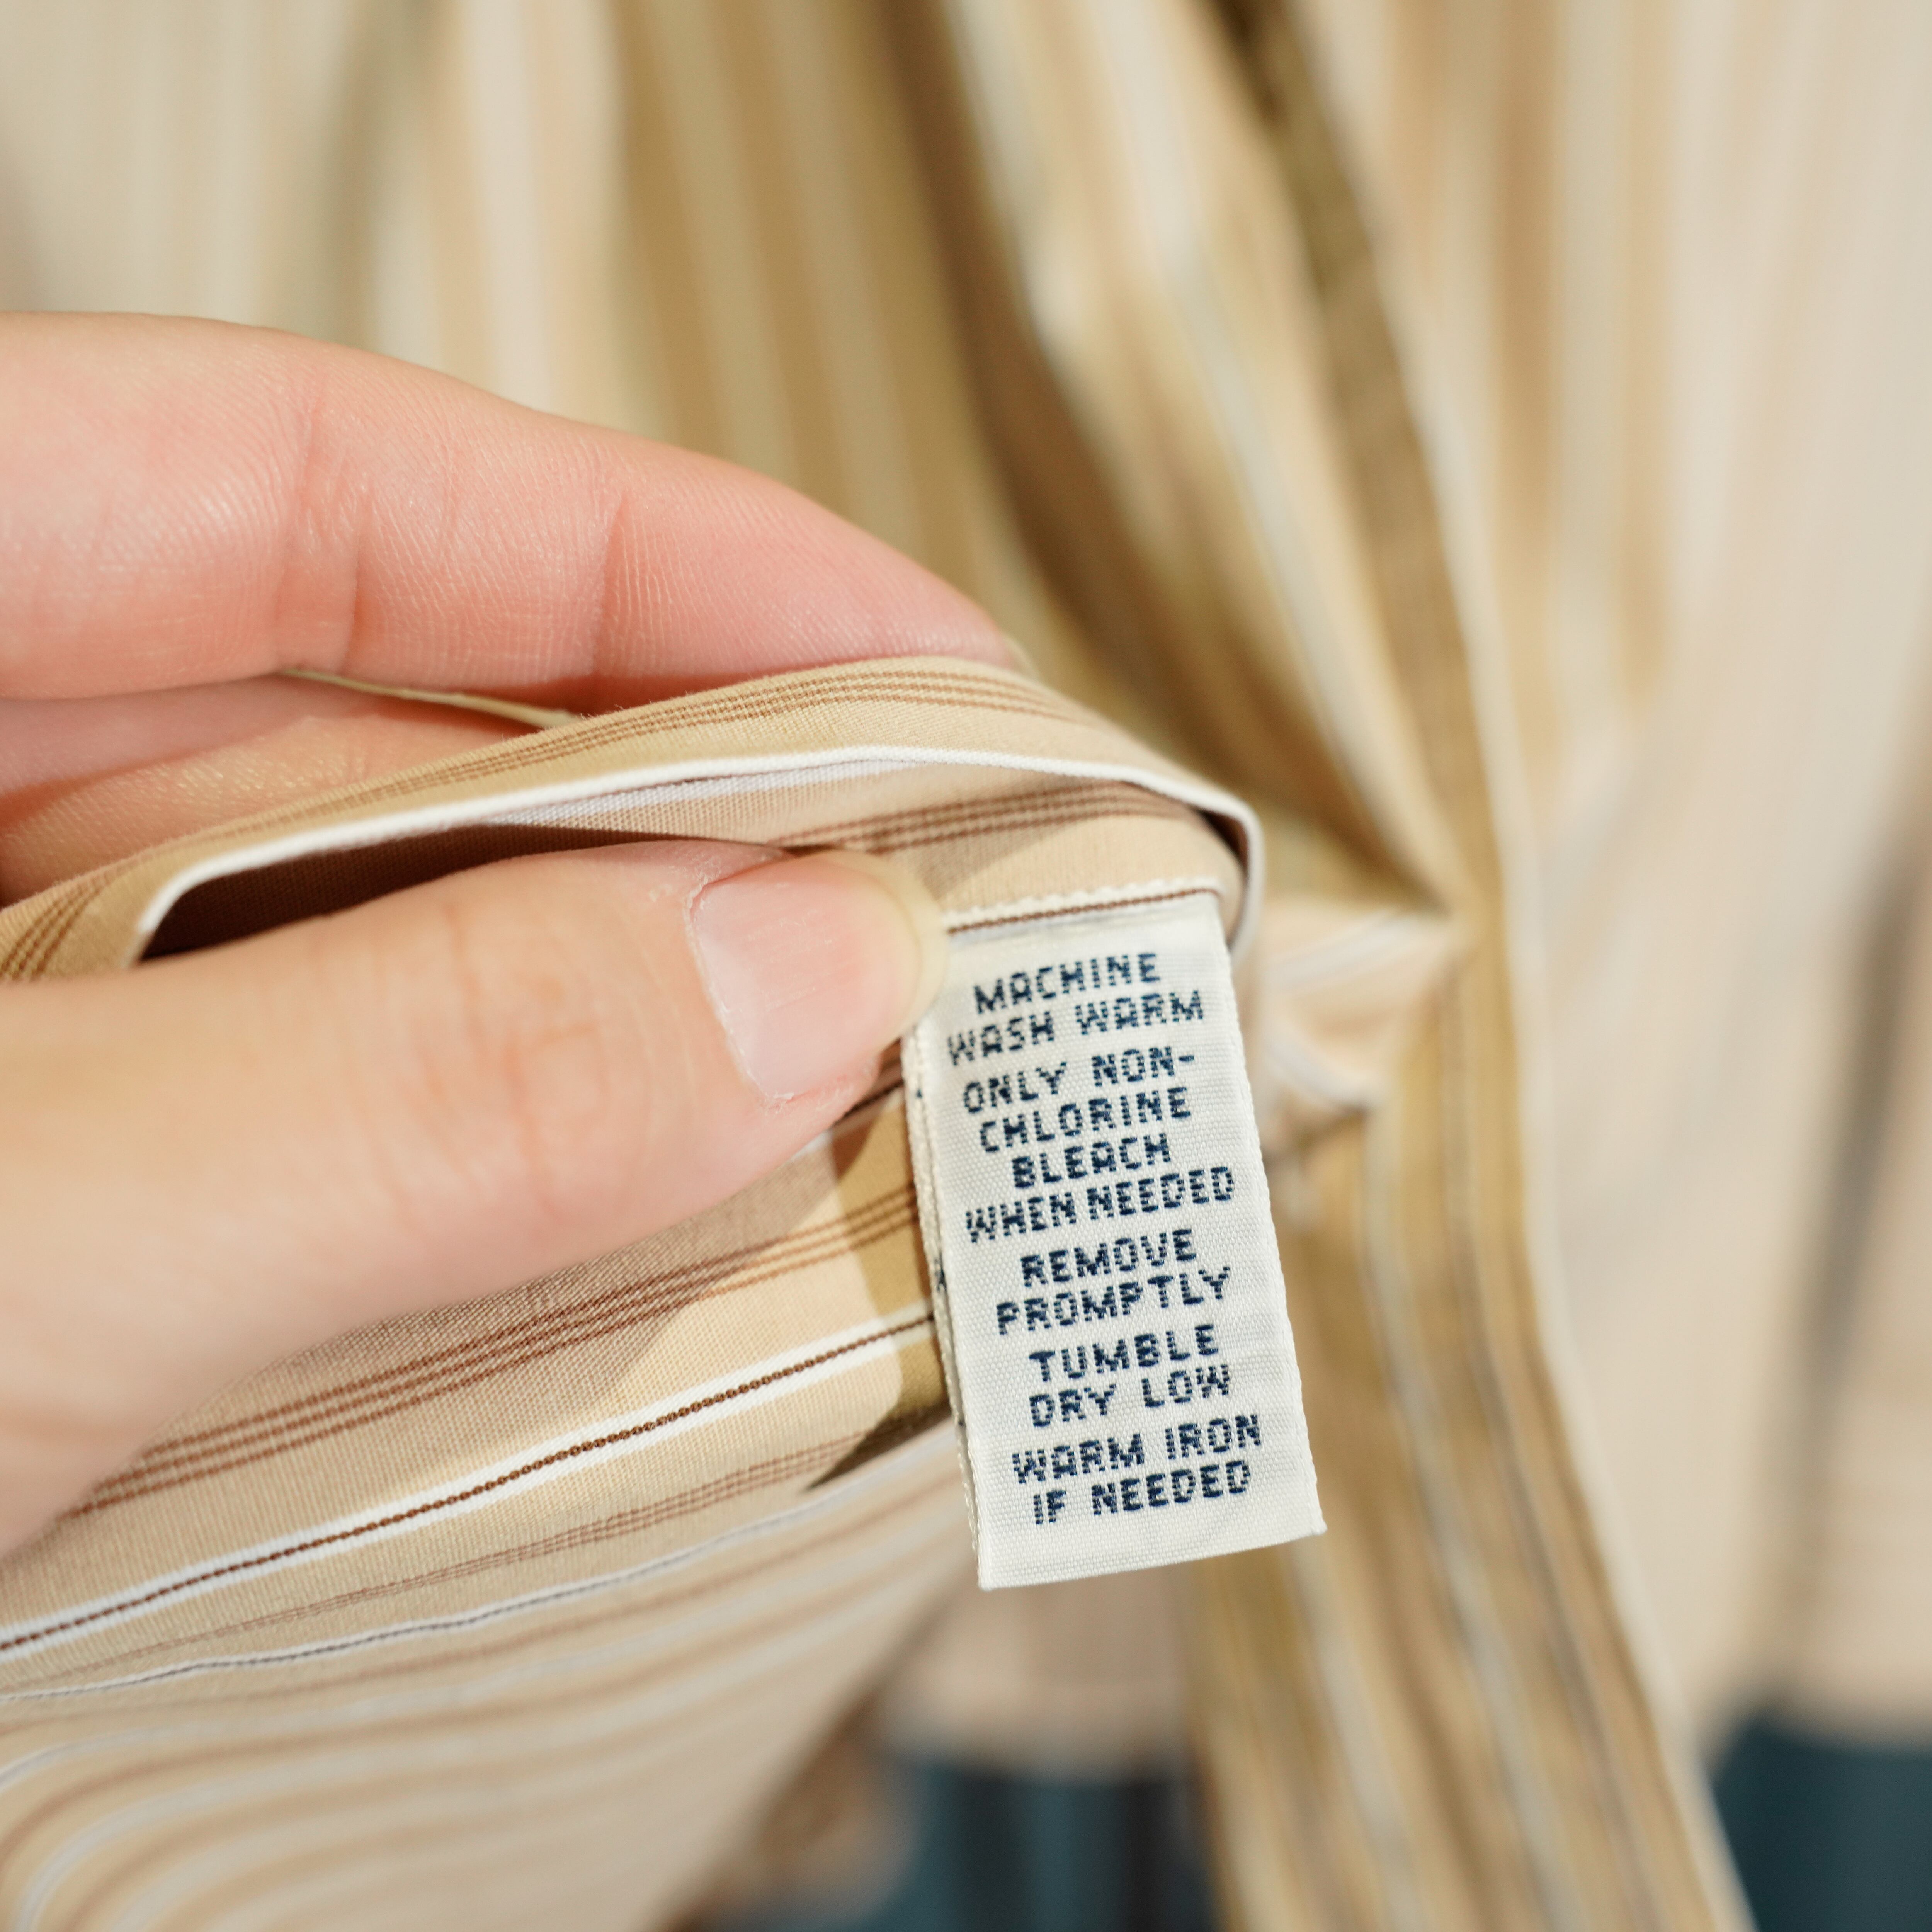 MACHINE
WASH WARM
ONLY NON-
CHLORINE
BLEACH
WHEN NEEDED
REMOVE
PROMPTLY
TUMBLE
DRY LOW
WARM IRON
IF NEEDED